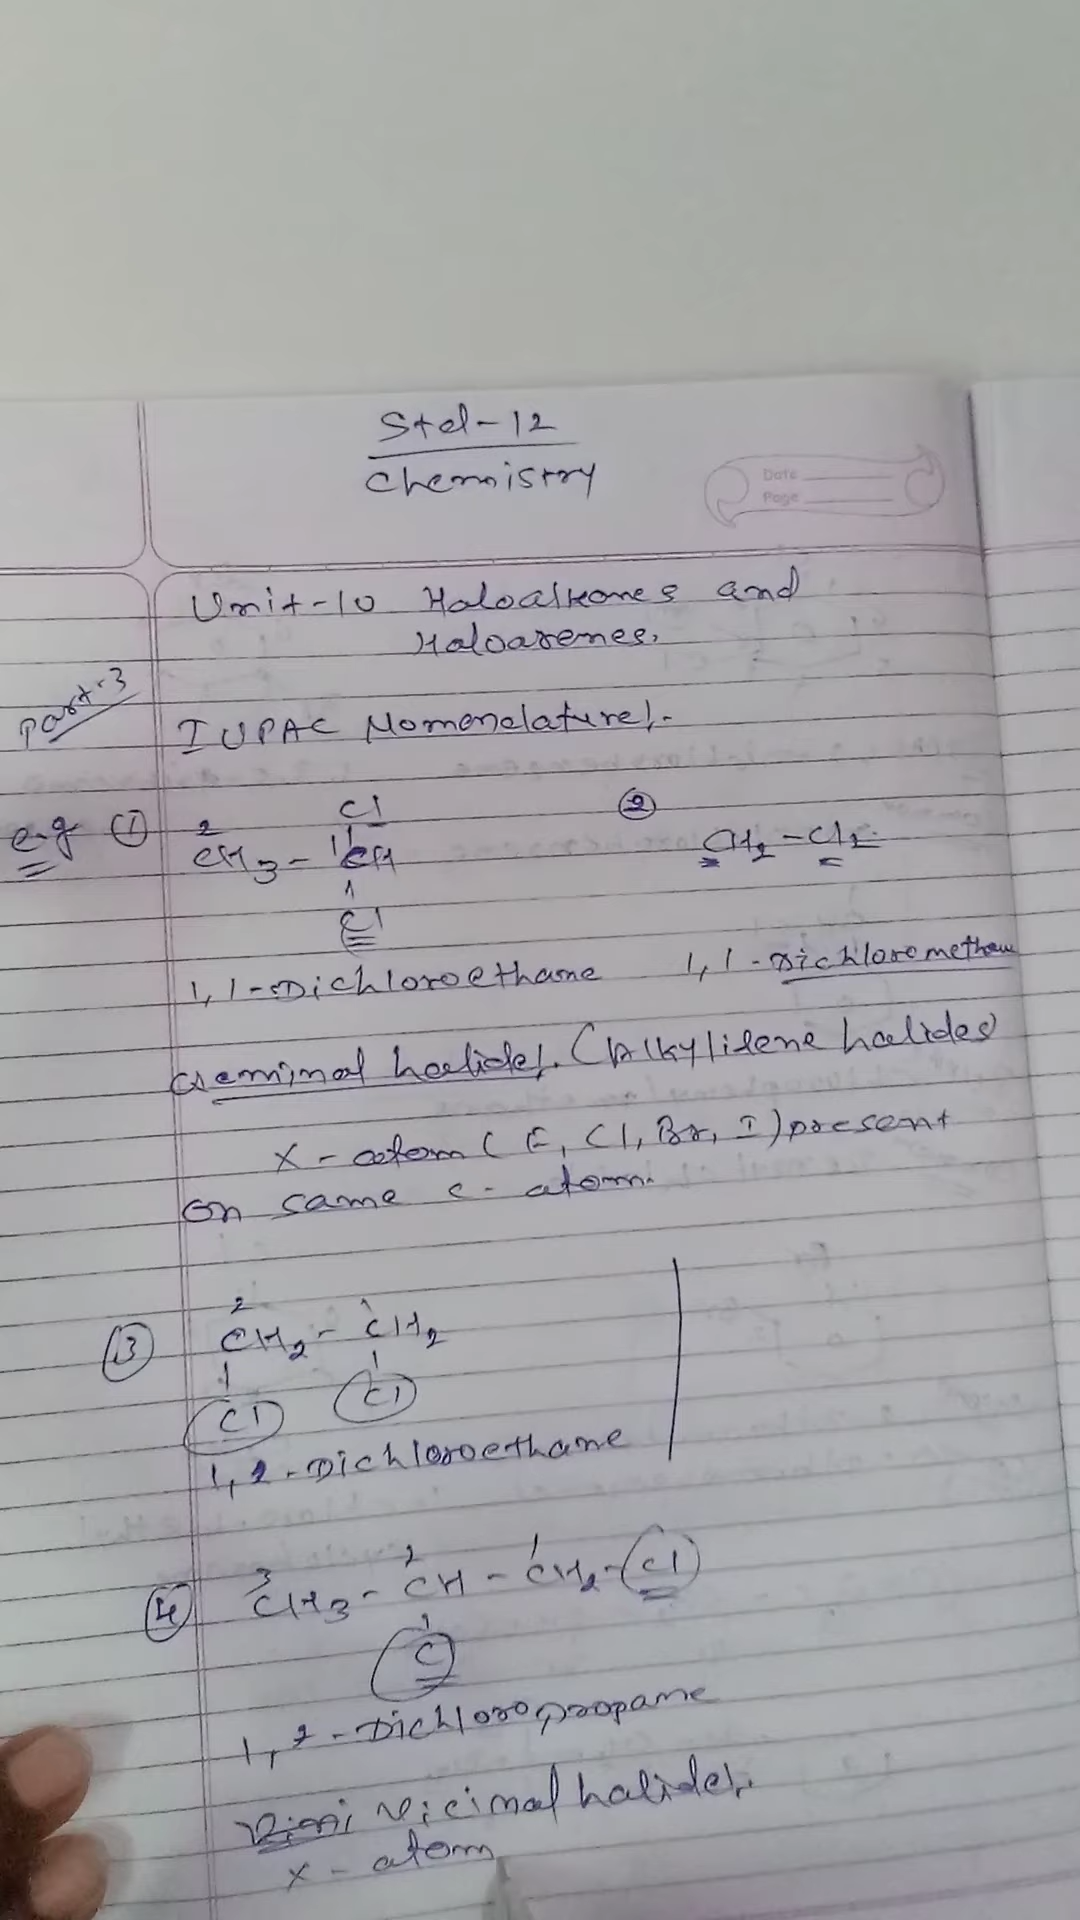 Std-12
Chemistry
Date
Page
Unit-10 Haloalkanes and
Haloarenes.
Part-3
IUPAC Nomenclature:-
e.g ① ②
Cl
2 1
CH3 - CH CH2-Cl2
Cl
1,1-Dichloroethane 1,1-Dichloromethane
Geminal halide:. (Alkylidene halides)
X - atom (F, Cl, Br, I) present
on same c- atom.
2 1
③ CH2 - CH2
Cl Cl
1,2-Dichloroethane
3 2 1
④ CH3 - CH - CH2-Cl
C
1,2-Dichloropropane
Vicinal halide:.
X - atom